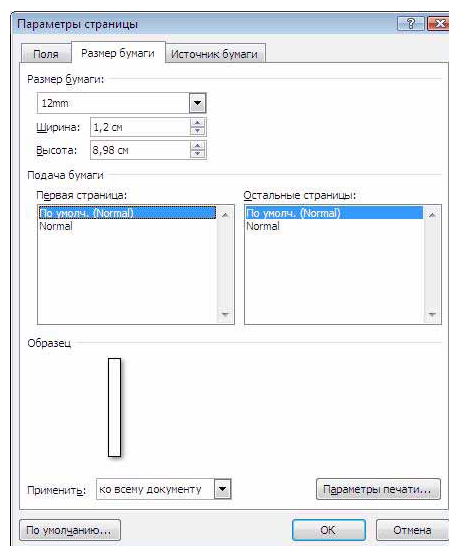 Параметры страницы
Поля Размер бумаги Источник бумаги
Размер бумаги:
12mm
Ширина: 1,2 см
Высота: 8,98 см
Подача бумаги
Первая страница: Остальные страницы:
По умолч. (Normal) По умолч. (Normal)
Normal Normal
Образец
Применить: ко всему документу Параметры печати...
По умолчанию... ОК Отмена